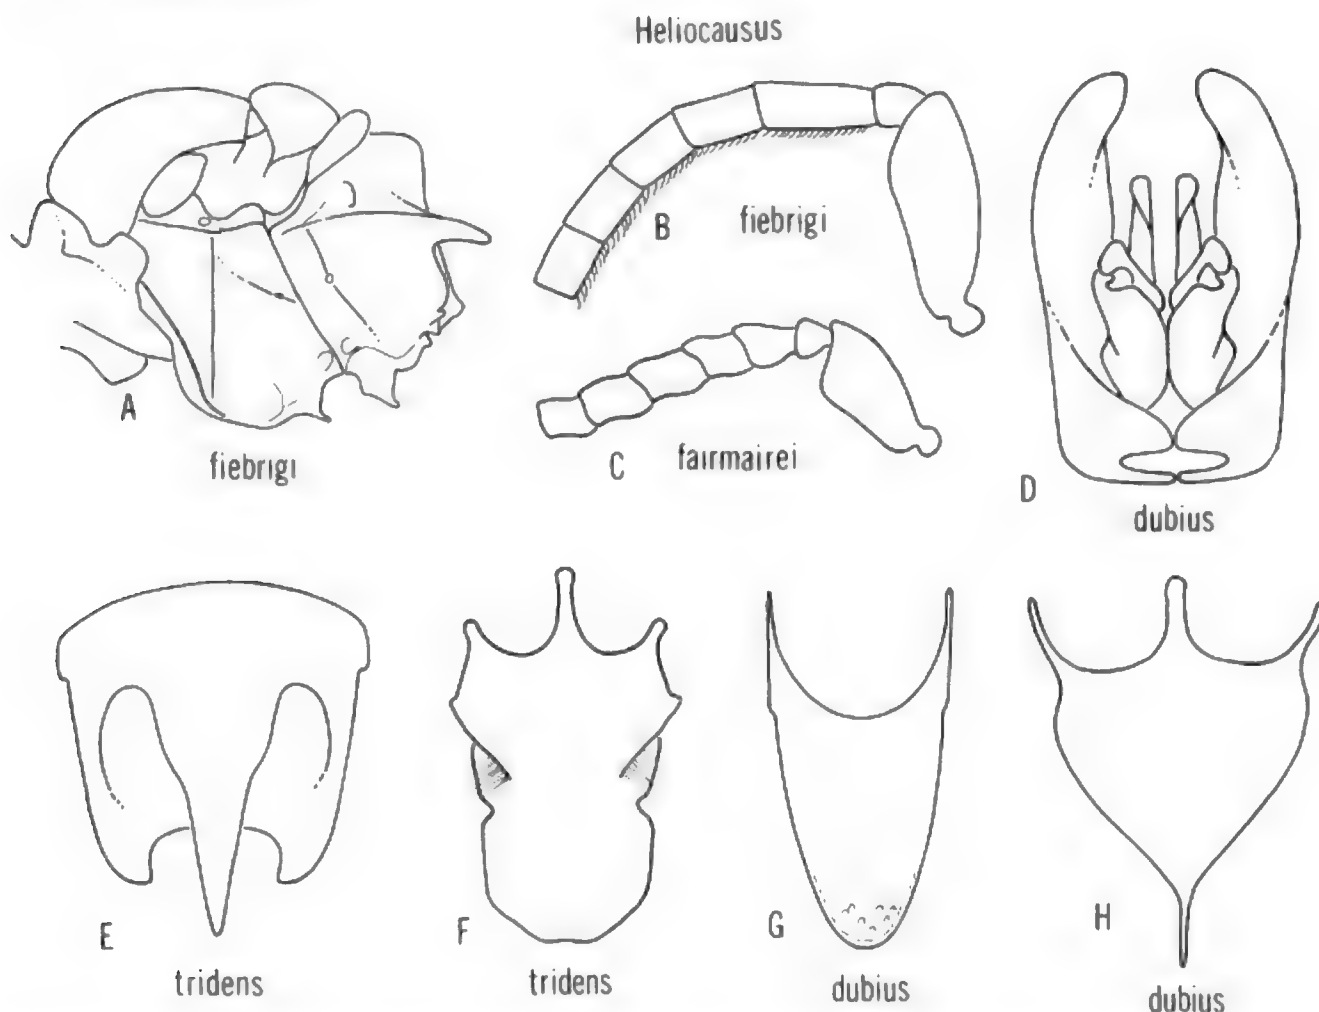 Heliocausus
A
fiebrigi
B
fiebrigi
C
fairmairei
D
dubius
E
tridens
F
tridens
G
dubius
H
dubius